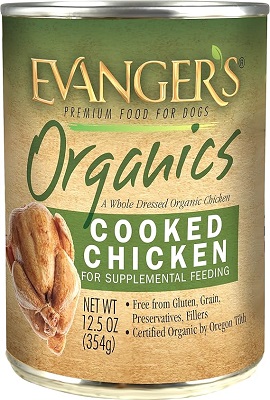 EVANGER'S®
PREMIUM FOOD FOR DOGS
Organics
A Whole Dressed Organic Chicken
COOKED
CHICKEN
FOR SUPPLEMENTAL FEEDING
NET WT
12.5 OZ
(354g)
• Free from Gluten, Grain,
Preservatives, Fillers
• Certified Organic by Oregon Tilth